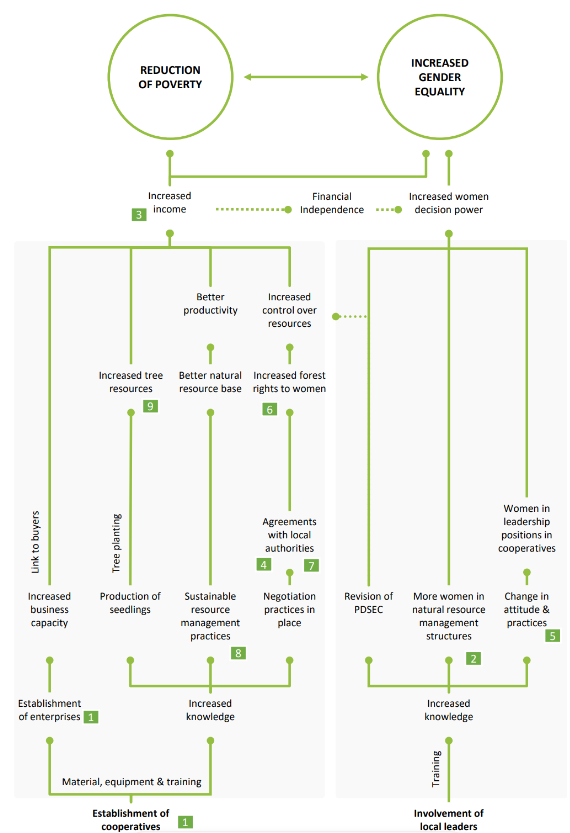 REDUCTION
OF POVERTY
INCREASED
GENDER
EQUALITY
Increased
income
3
Financial
Independence
Increased women
decision power
Better
productivity
Increased
control over
resources
Increased tree
resources
9
Better natural
resource base
Increased forest
rights to women
6
Link to buyers
Tree planting
Agreements
with local
authorities
4
7
Women in
leadership
positions in
cooperatives
Increased
business
capacity
Production of
seedlings
Sustainable
resource
management
practices
8
Negotiation
practices in
place
Revision of
PDSEC
More women in
natural resource
management
structures
2
Change in
attitude &
practices
5
Establishment
of enterprises
1
Increased
knowledge
Increased
knowledge
Material, equipment & training
Training
Establishment of
cooperatives
1
Involvement of
local leaders